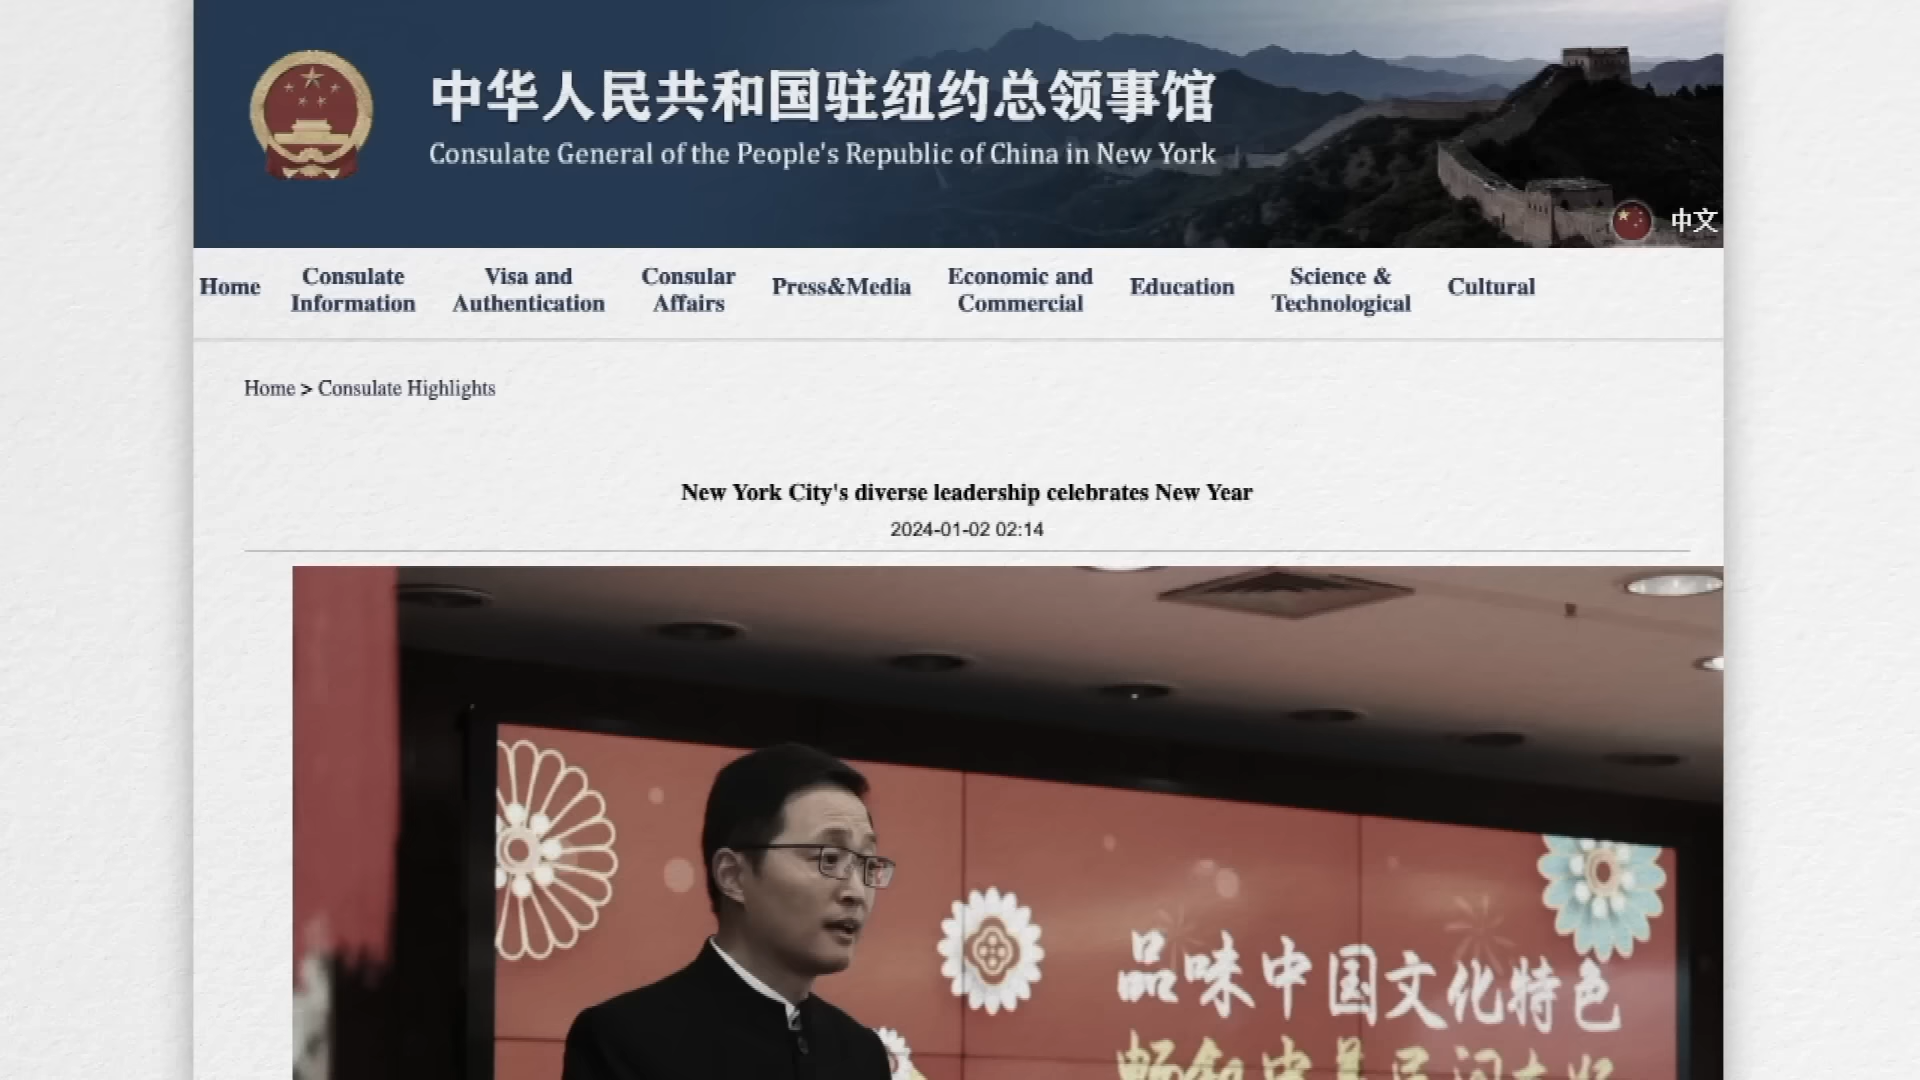 中华人民共和国驻纽约总领事馆
Consulate General of the People's Republic of China in New York
中文
Home
Consulate Information
Visa and Authentication
Consular Affairs
Press&Media
Economic and Commercial
Education
Science & Technological
Cultural
Home > Consulate Highlights
New York City's diverse leadership celebrates New Year
2024-01-02 02:14
品味中国文化特色